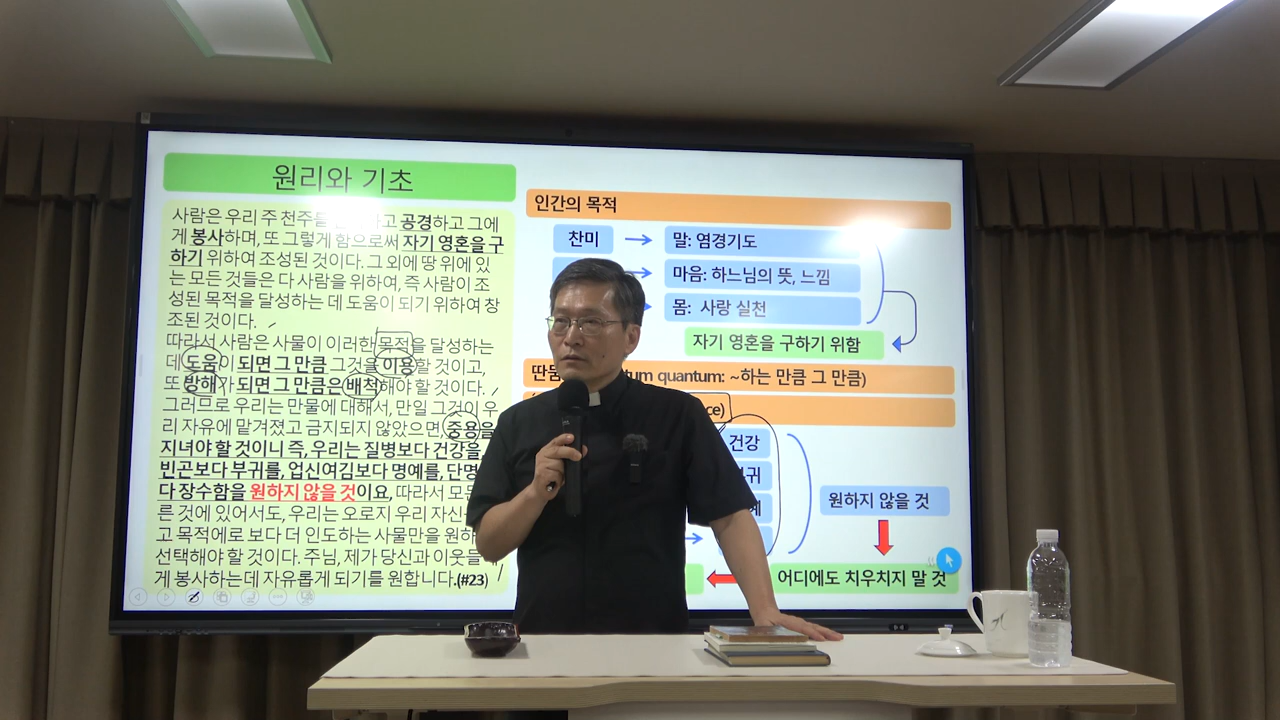 원리와 기초
사람은 우리 주 천주를 고 공경하고 그에
게 봉사하며, 또 그렇게 함으로써 자기 영혼을 구
하기 위하여 조성된 것이다. 그 외에 땅 위에 있
는 모든 것들은 다 사람을 위하여, 즉 사람이 조
성된 목적을 달성하는 데 도움이 되기 위하여 창
조된 것이다.
따라서 사람은 사물이 이러한 목적을 달성하는
데 도움이 되면 그 만큼 그것을 이용할 것이고,
또 방해가 되면 그 만큼은 배척해야 할 것이다.
그러므로 우리는 만물에 대해서, 만일 그것이 우
리 자유에 맡겨졌고 금지되지 않았으면, 중용을
지녀야 할 것이니 즉, 우리는 질병보다 건강을,
빈곤보다 부귀를, 업신여김보다 명예를, 단명
다 장수함을 원하지 않을 것이요, 따라서 모든
른 것에 있어서도, 우리는 오로지 우리 자신
고 목적에로 보다 더 인도하는 사물만을 원하
선택해야 할 것이다. 주님, 제가 당신과 이웃들
게 봉사하는데 자유롭게 되기를 원합니다.(#23)
인간의 목적
찬미
말: 염경기도
마음: 하느님의 뜻, 느낌
몸: 사랑 실천
자기 영혼을 구하기 위함
딴 tum quantum: ~하는 만큼 그 만큼)
ce)
건강
귀
예
원하지 않을 것
어디에도 치우치지 말 것